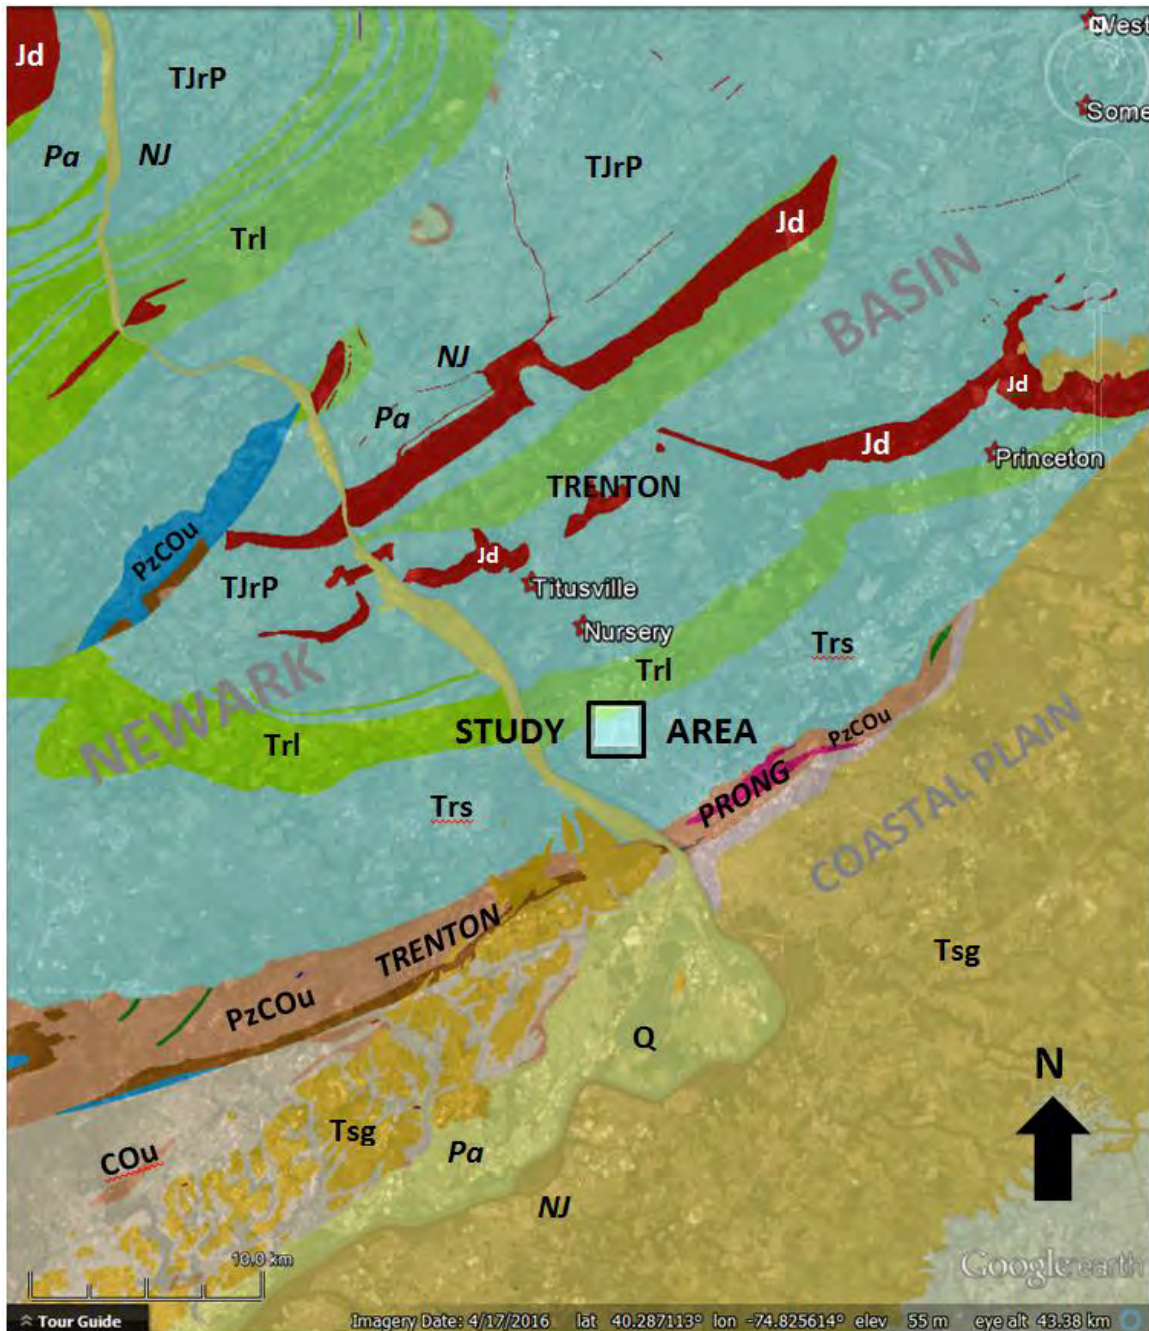 West
N
Jd
TJrP
Some
Pa
NJ
TJrP
Trl
Jd
BASIN
NJ
Pa
Jd
Jd
Princeton
TRENTON
PzCOu
Jd
TJrP
Titusville
Nursery
Trs
Trl
NEWARK
STUDY AREA
PzCOu
Trl
PRONG
Trs
COASTAL PLAIN
TRENTON
Tsg
PzCOu
Q
N
Tsg
Pa
COu
NJ
10.0 km
Google earth
Tour Guide
Imagery Date: 4/17/2016 lat 40.287113° lon -74.825614° elev 55 m eye alt 43.38 km